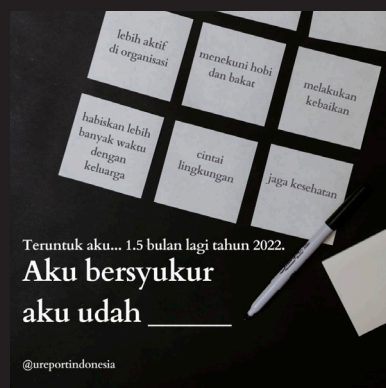 lebih aktif
di organisasi
menekuni hobi
dan bakat
melakukan
kebaikan
habiskan lebih
banyak waktu
dengan
keluarga
cintai
lingkungan
jaga kesehatan
Teruntuk aku... 1.5 bulan lagi tahun 2022.
Aku bersyukur
aku udah ______
@ureportindonesia